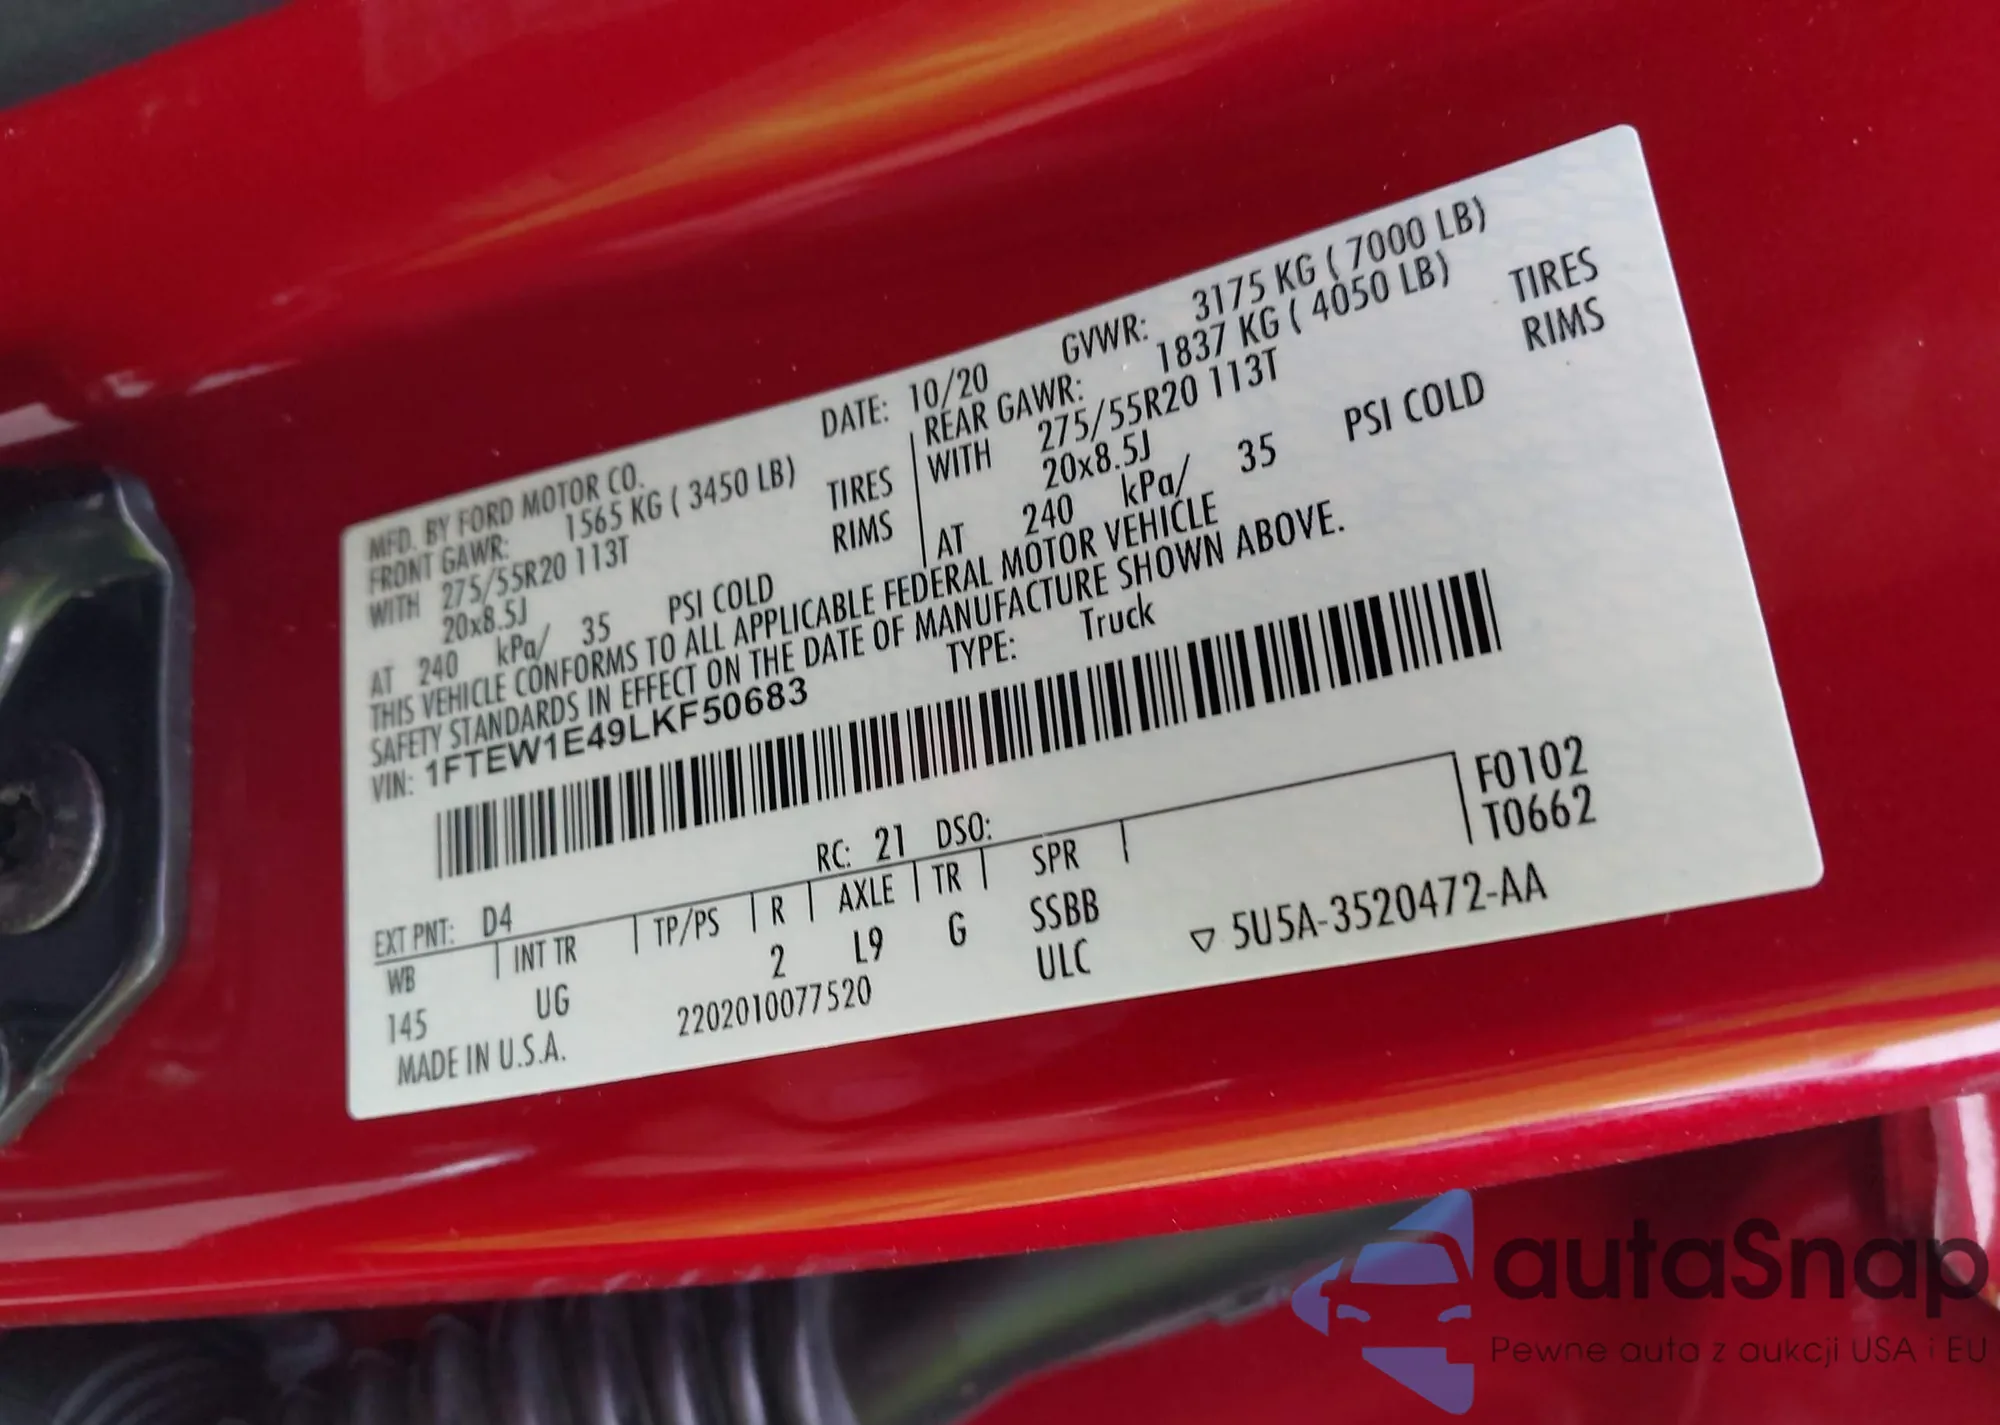 MFD. BY FORD MOTOR CO. DATE: 10/20 GVWR: 3175 KG ( 7000 LB)
FRONT GAWR: 1565 KG ( 3450 LB) REAR GAWR: 1837 KG ( 4050 LB)
WITH 275/55R20 113T TIRES WITH 275/55R20 113T TIRES
20x8.5J RIMS 20x8.5J RIMS
AT 240 kPa/ 35 PSI COLD AT 240 kPa/ 35 PSI COLD
THIS VEHICLE CONFORMS TO ALL APPLICABLE FEDERAL MOTOR VEHICLE
SAFETY STANDARDS IN EFFECT ON THE DATE OF MANUFACTURE SHOWN ABOVE.
VIN: 1FTEW1E49LKF50683 TYPE: Truck
F0102
T0662
EXT PNT: D4 RC: 21 DSO:
WB INT TR TP/PS R AXLE TR SPR
145 UG 2 L9 G SSBB
ULC
MADE IN U.S.A. 2202010077520 ▽ 5U5A-3520472-AA
autaSnap
Pewne auta z aukcji USA i EU